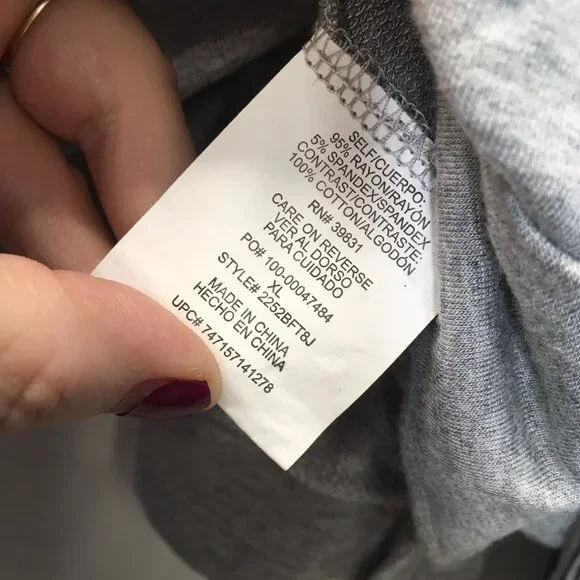 SELF/CUERPO:
95% RAYON/RAYÓN
5% SPANDEX/SPANDEX
CONTRAST/CONTRASTE:
100% COTTON/ALGODÓN
RN# 39831
CARE ON REVERSE
VER AL DORSO
PARA CUIDADO
PO# 100-00047484
XL
STYLE# 2252BFT8J
MADE IN CHINA
HECHO EN CHINA
UPC# 747157141278